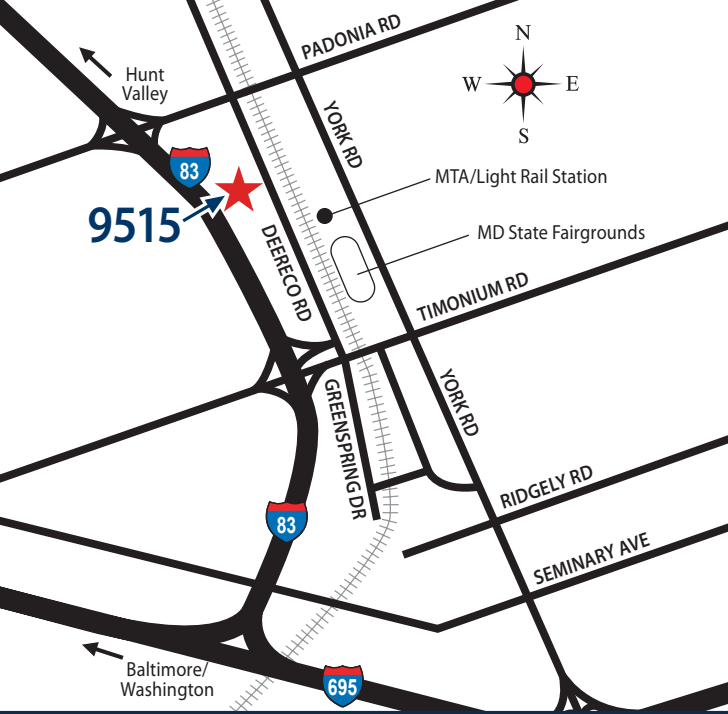 PADONIA RD
N
Hunt
Valley
W
E
S
YORK RD
83
MTA/Light Rail Station
9515
MD State Fairgrounds
DEERECO RD
TIMONIUM RD
YORK RD
GREENSPRING DR
RIDGELY RD
83
SEMINARY AVE
Baltimore/
Washington
695